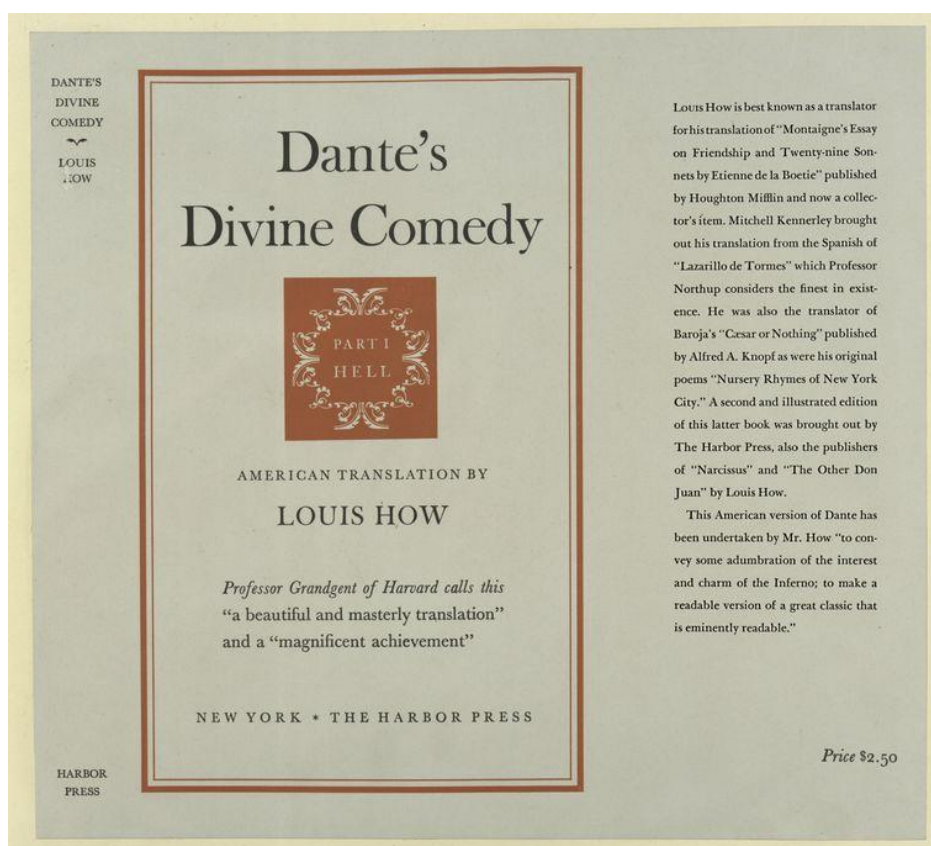 DANTE'S
DIVINE
COMEDY
LOUIS
HOW
HARBOR
PRESS
Dante's
Divine Comedy
PART I
HELL
AMERICAN TRANSLATION BY
LOUIS HOW
Professor Grandgent of Harvard calls this
“a beautiful and masterly translation”
and a “magnificent achievement”
NEW YORK * THE HARBOR PRESS
Louis How is best known as a translator
for his translation of “Montaigne's Essay
on Friendship and Twenty-nine Son-
nets by Etienne de la Boetie” published
by Houghton Mifflin and now a collec-
tor's item. Mitchell Kennerley brought
out his translation from the Spanish of
“Lazarillo de Tormes” which Professor
Northup considers the finest in exist-
ence. He was also the translator of
Baroja's “Cæsar or Nothing” published
by Alfred A. Knopf as were his original
poems “Nursery Rhymes of New York
City.” A second and illustrated edition
of this latter book was brought out by
The Harbor Press, also the publishers
of “Narcissus” and “The Other Don
Juan” by Louis How.
This American version of Dante has
been undertaken by Mr. How “to con-
vey some adumbration of the interest
and charm of the Inferno; to make a
readable version of a great classic that
is eminently readable.”
Price $2.50